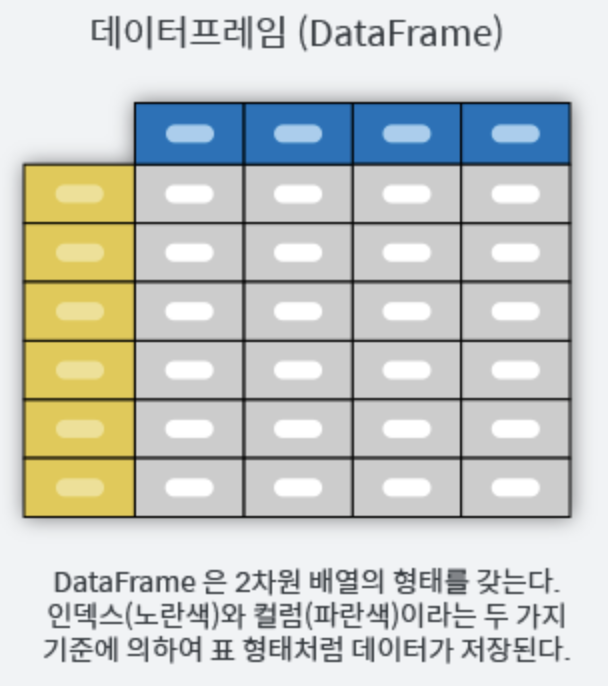 데이터프레임 (DataFrame)
DataFrame 은 2차원 배열의 형태를 갖는다.
인덱스(노란색)와 컬럼(파란색)이라는 두 가지
기준에 의하여 표 형태처럼 데이터가 저장된다.